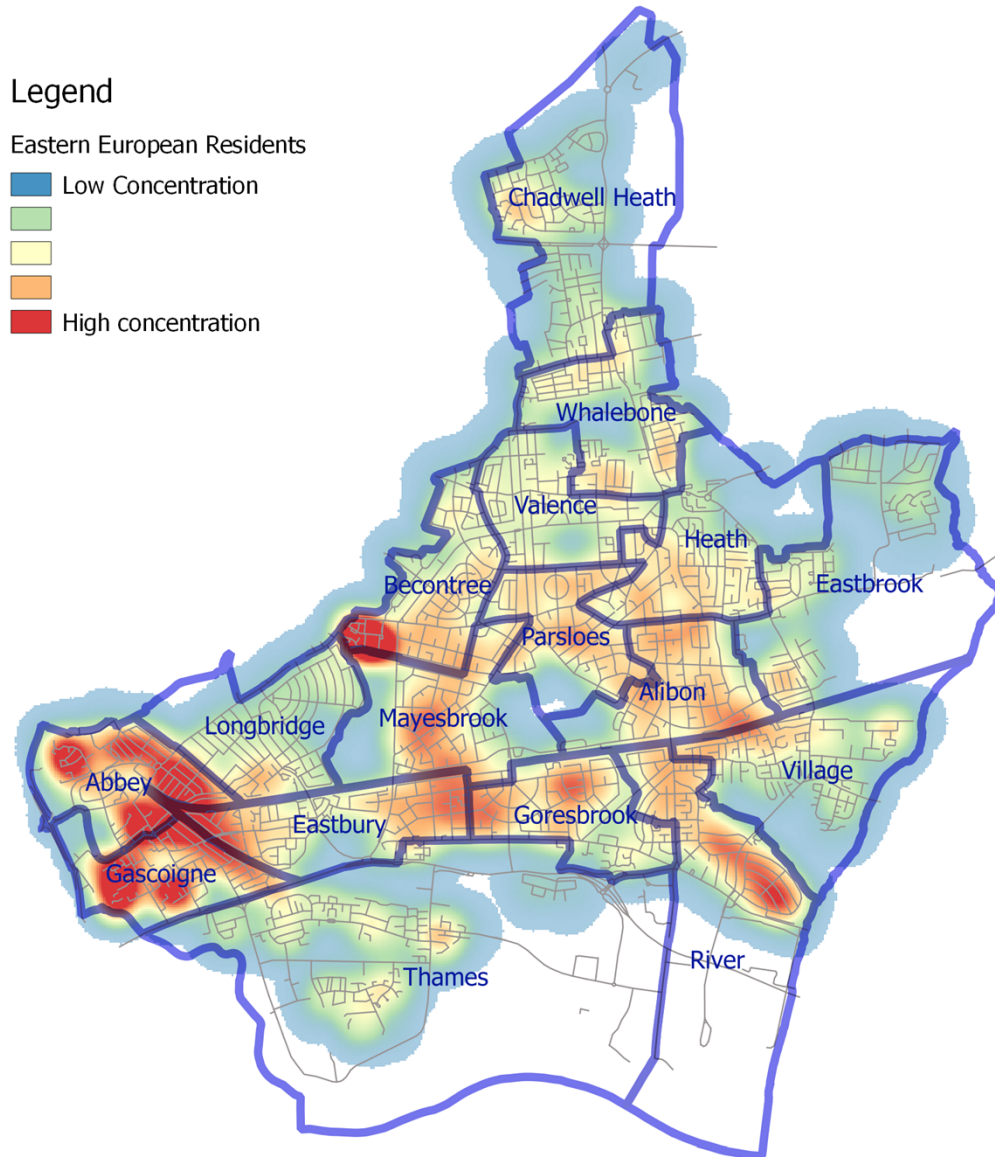 Legend
Eastern European Residents
Low Concentration
High concentration
Chadwell Heath
Whalebone
Valence
Heath
Becontree
Eastbrook
Parsloes
Alibon
Longbridge
Mayesbrook
Abbey
Village
Eastbury
Goresbrook
Gascoigne
River
Thames